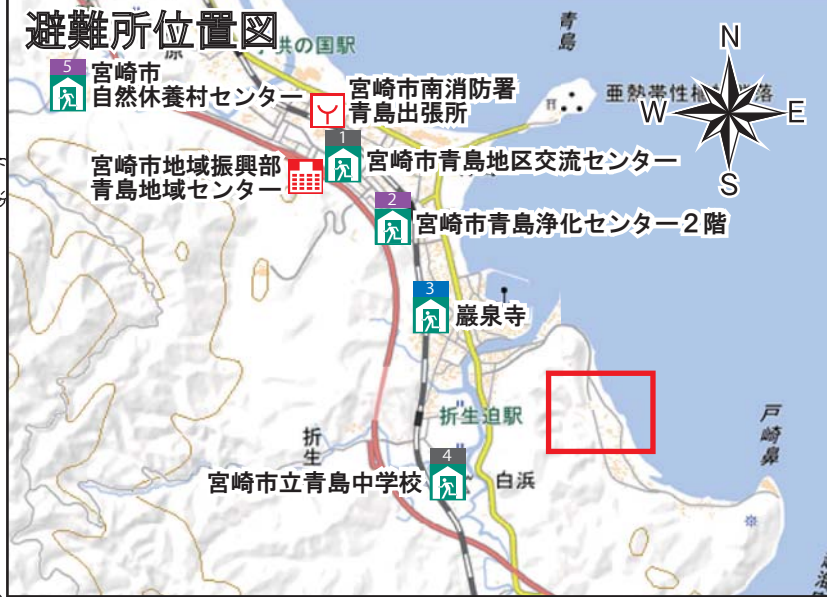 避難所位置図
共の国駅
青島
N
W
E
S
5
宮崎市
自然休養村センター
宮崎市南消防署
青島出張所
亜熱帯性植
落
1
宮崎市青島地区交流センター
宮崎市地域振興部
青島地域センター
2
宮崎市青島浄化センター2階
3
巖泉寺
折生迫駅
戸崎鼻
折生
4
宮崎市立青島中学校
白浜